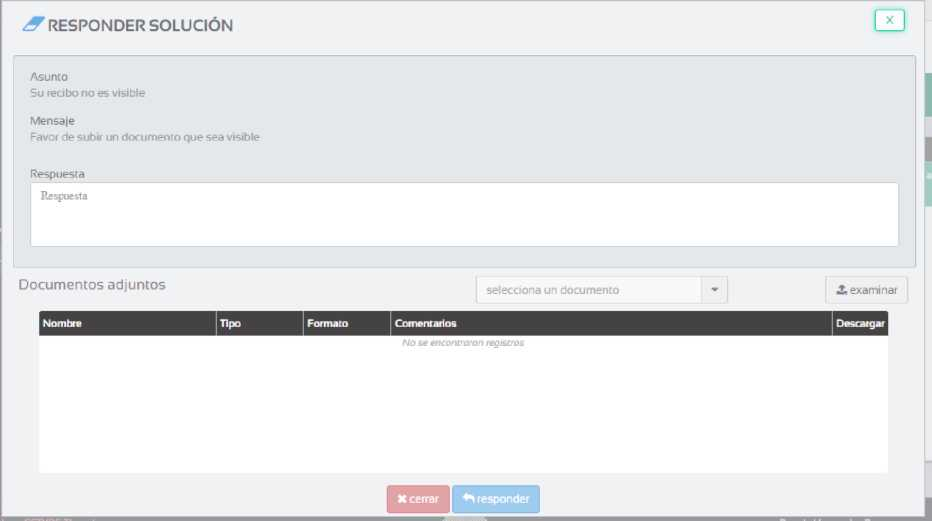 RESPONDER SOLUCIÓN
X
Asunto
Su recibo no es visible
Mensaje
Favor de subir un documento que sea visible
Respuesta
Respuesta
Documentos adjuntos
selecciona un documento
examinar
Nombre Tipo Formato Comentarios Descargar
No se encontraron registros
cerrar responder